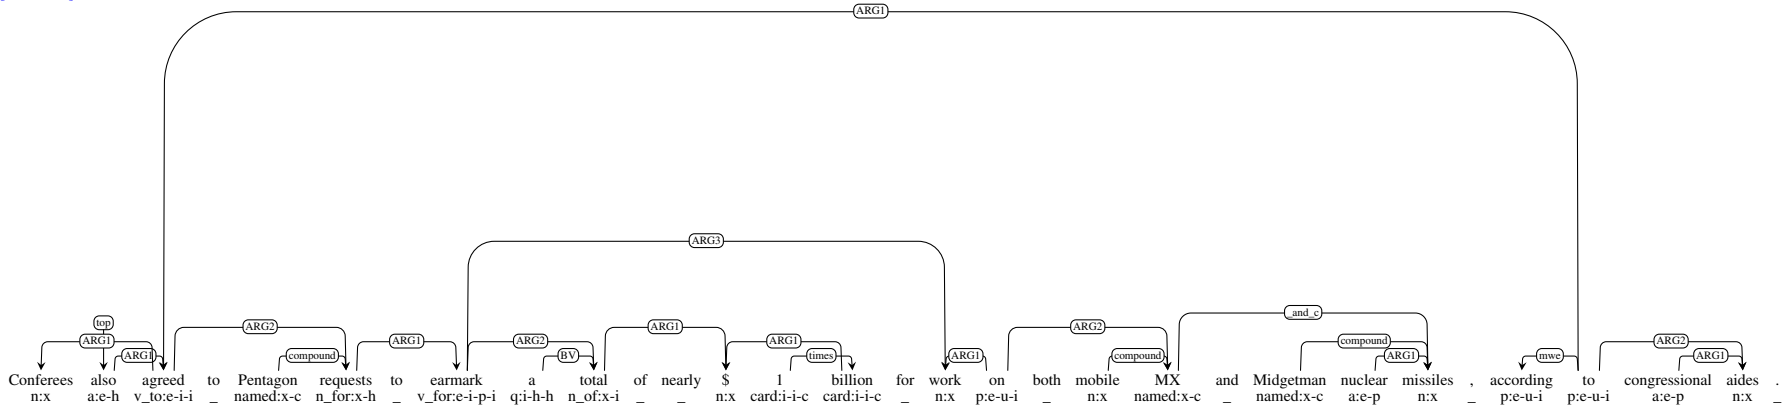 ARG1
ARG3
_and_c
top
ARG2 ARG1 ARG2
ARG1 ARG1 ARG2 ARG1 compound ARG2
ARG1 compound BV times ARG1 compound ARG1 mwe ARG1
Conferees also agreed to Pentagon requests to earmark a total of nearly $ 1 billion for work on both mobile MX and Midgetman nuclear missiles , according to congressional aides .
n:x a:e-h v_to:e-i-i _ named:x-c n_for:x-h _ v_for:e-i-p-i q:i-h-h n_of:x-i _ _ n:x card:i-i-c card:i-i-c _ n:x p:e-u-i _ n:x named:x-c _ named:x-c a:e-p n:x _ p:e-u-i p:e-u-i a:e-p n:x _